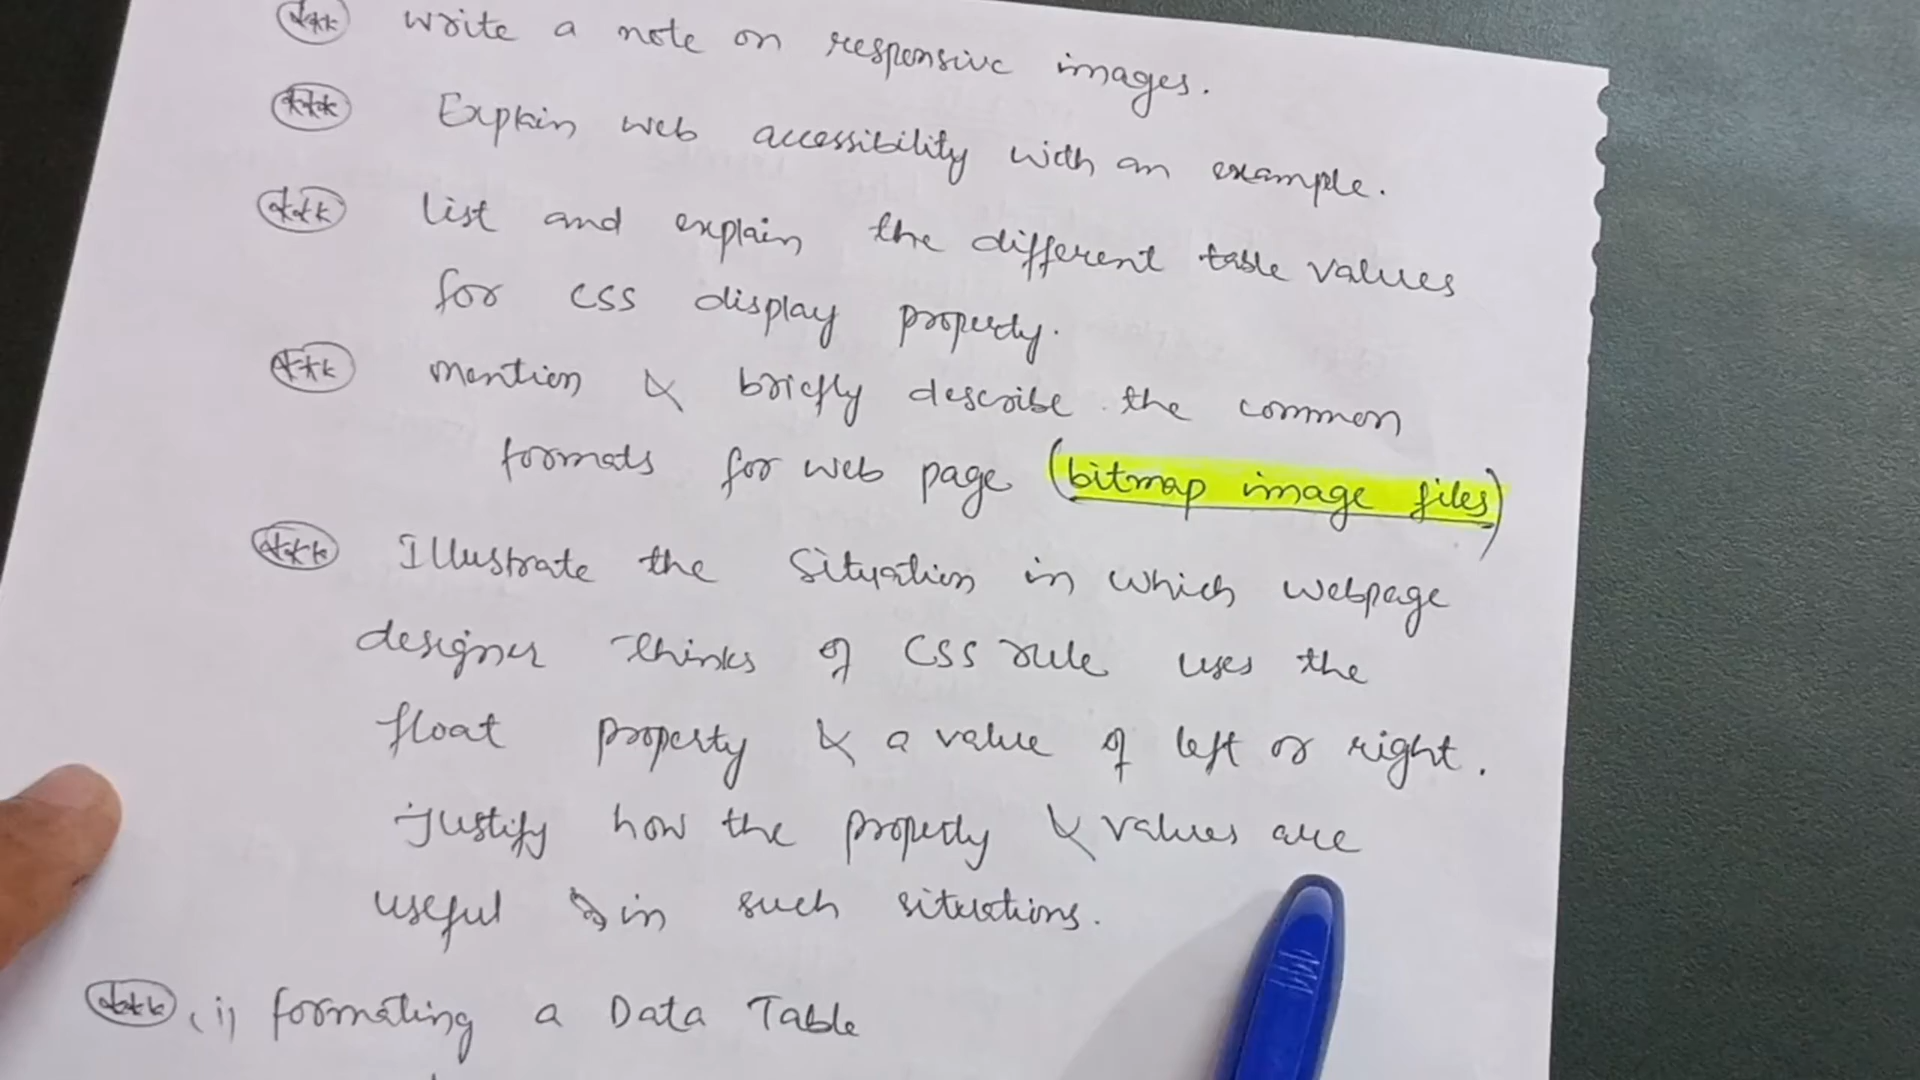 *** write a note on responsive images.
*** Explain web accessibility with an example.
*** List and explain the different table values
for css display property.
*** mention & briefly describe the common
formats for web page (bitmap image files)
*** Illustrate the situation in which webpage
designer thinks of CSS rule uses the
float property & a value of left or right.
Justify how the property & values are
useful in such situations.
*** (i) formating a Data Table